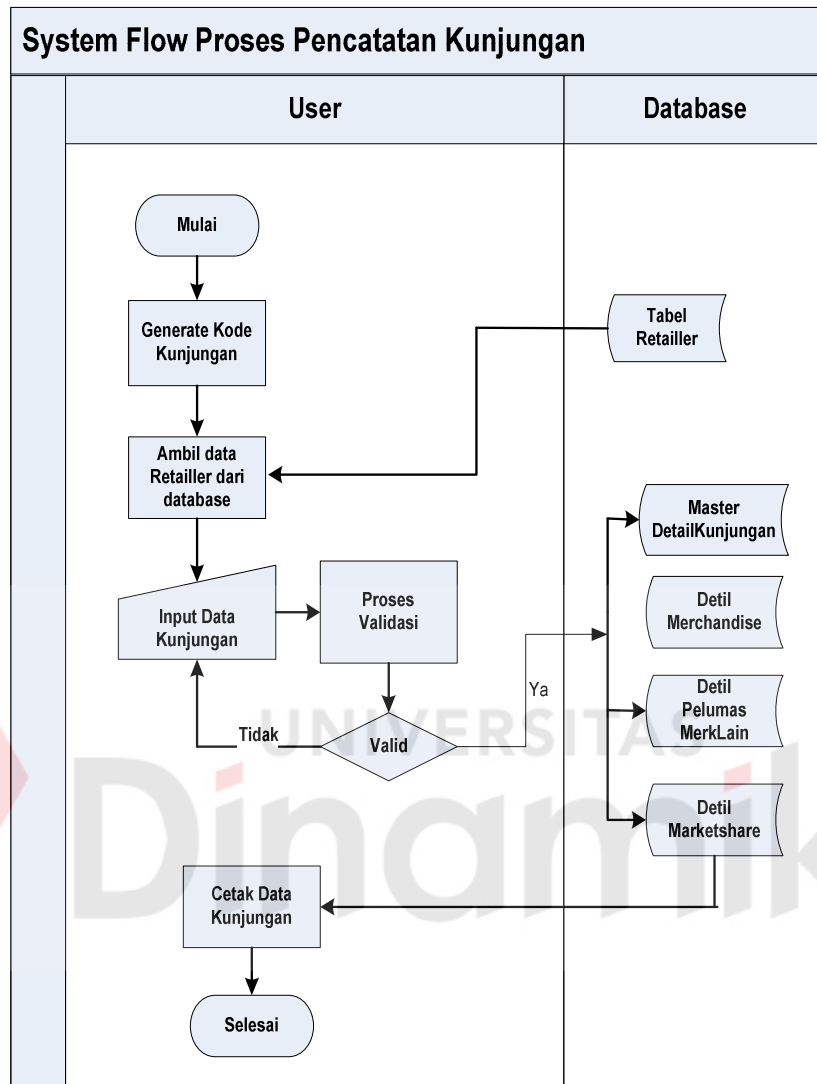 System Flow Proses Pencatatan Kunjungan
User
Database
Mulai
Generate Kode
Kunjungan
Tabel
Retailler
Ambil data
Retailler dari
database
Master
DetailKunjungan
Input Data
Kunjungan
Proses
Validasi
Detil
Merchandise
Ya
Detil
Pelumas
MerkLain
Tidak
Valid
UNIVERSITAS
Dinamik
Detil
Marketshare
Cetak Data
Kunjungan
Selesai